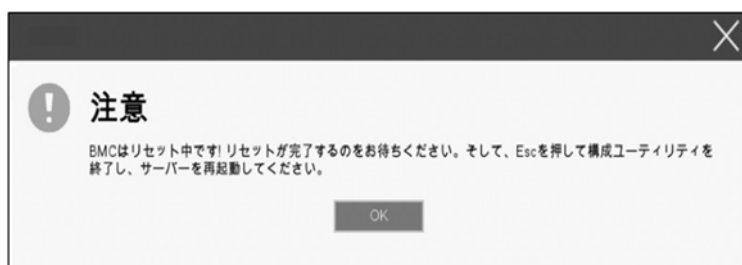 注意
BMCはリセット中です! リセットが完了するのをお待ちください。そして、Escを押して構成ユーティリティを
終了し、サーバーを再起動してください。
OK